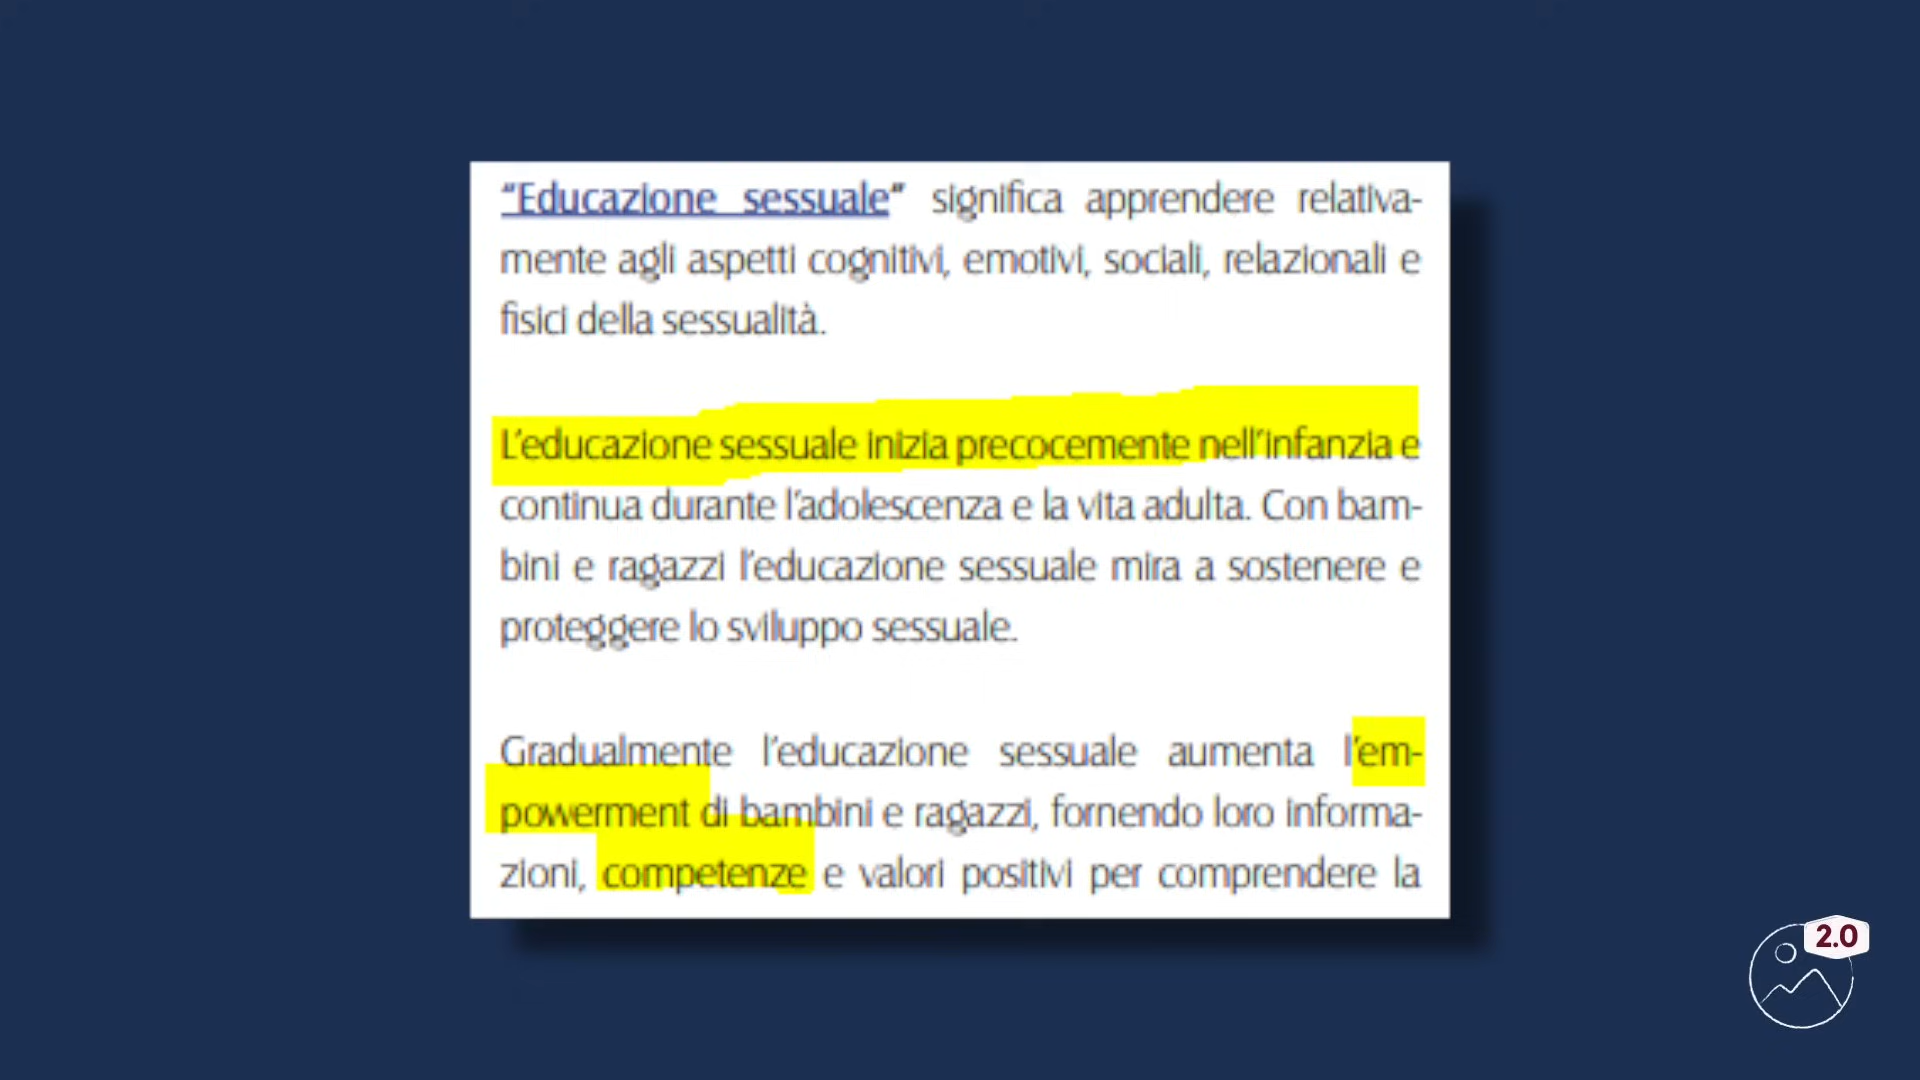 “Educazione sessuale” significa apprendere relativa-
mente agli aspetti cognitivi, emotivi, sociali, relazionali e
fisici della sessualità.
L’educazione sessuale inizia precocemente nell’infanzia e
continua durante l’adolescenza e la vita adulta. Con bam-
bini e ragazzi l’educazione sessuale mira a sostenere e
proteggere lo sviluppo sessuale.
Gradualmente l’educazione sessuale aumenta l’em-
powerment di bambini e ragazzi, fornendo loro informa-
zioni, competenze e valori positivi per comprendere la
2.0